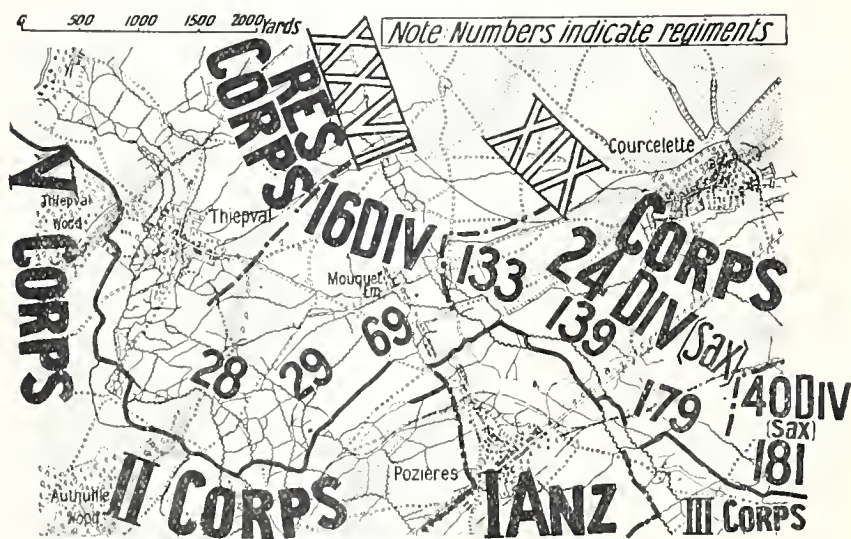 0 500 1000 1500 2000 Yards
Note: Numbers indicate regiments
XXVII
RES
CORPS
XIX
CORPS
Courcelette
V CORPS
Thiepval
Wood
Thiepval
16 DIV
Mouquet
Fm
133
24 DIV (Sax)
139
69
29
28
179
40 DIV
(Sax)
181
II CORPS
Authuille
Wood
Pozières
I ANZ
III CORPS